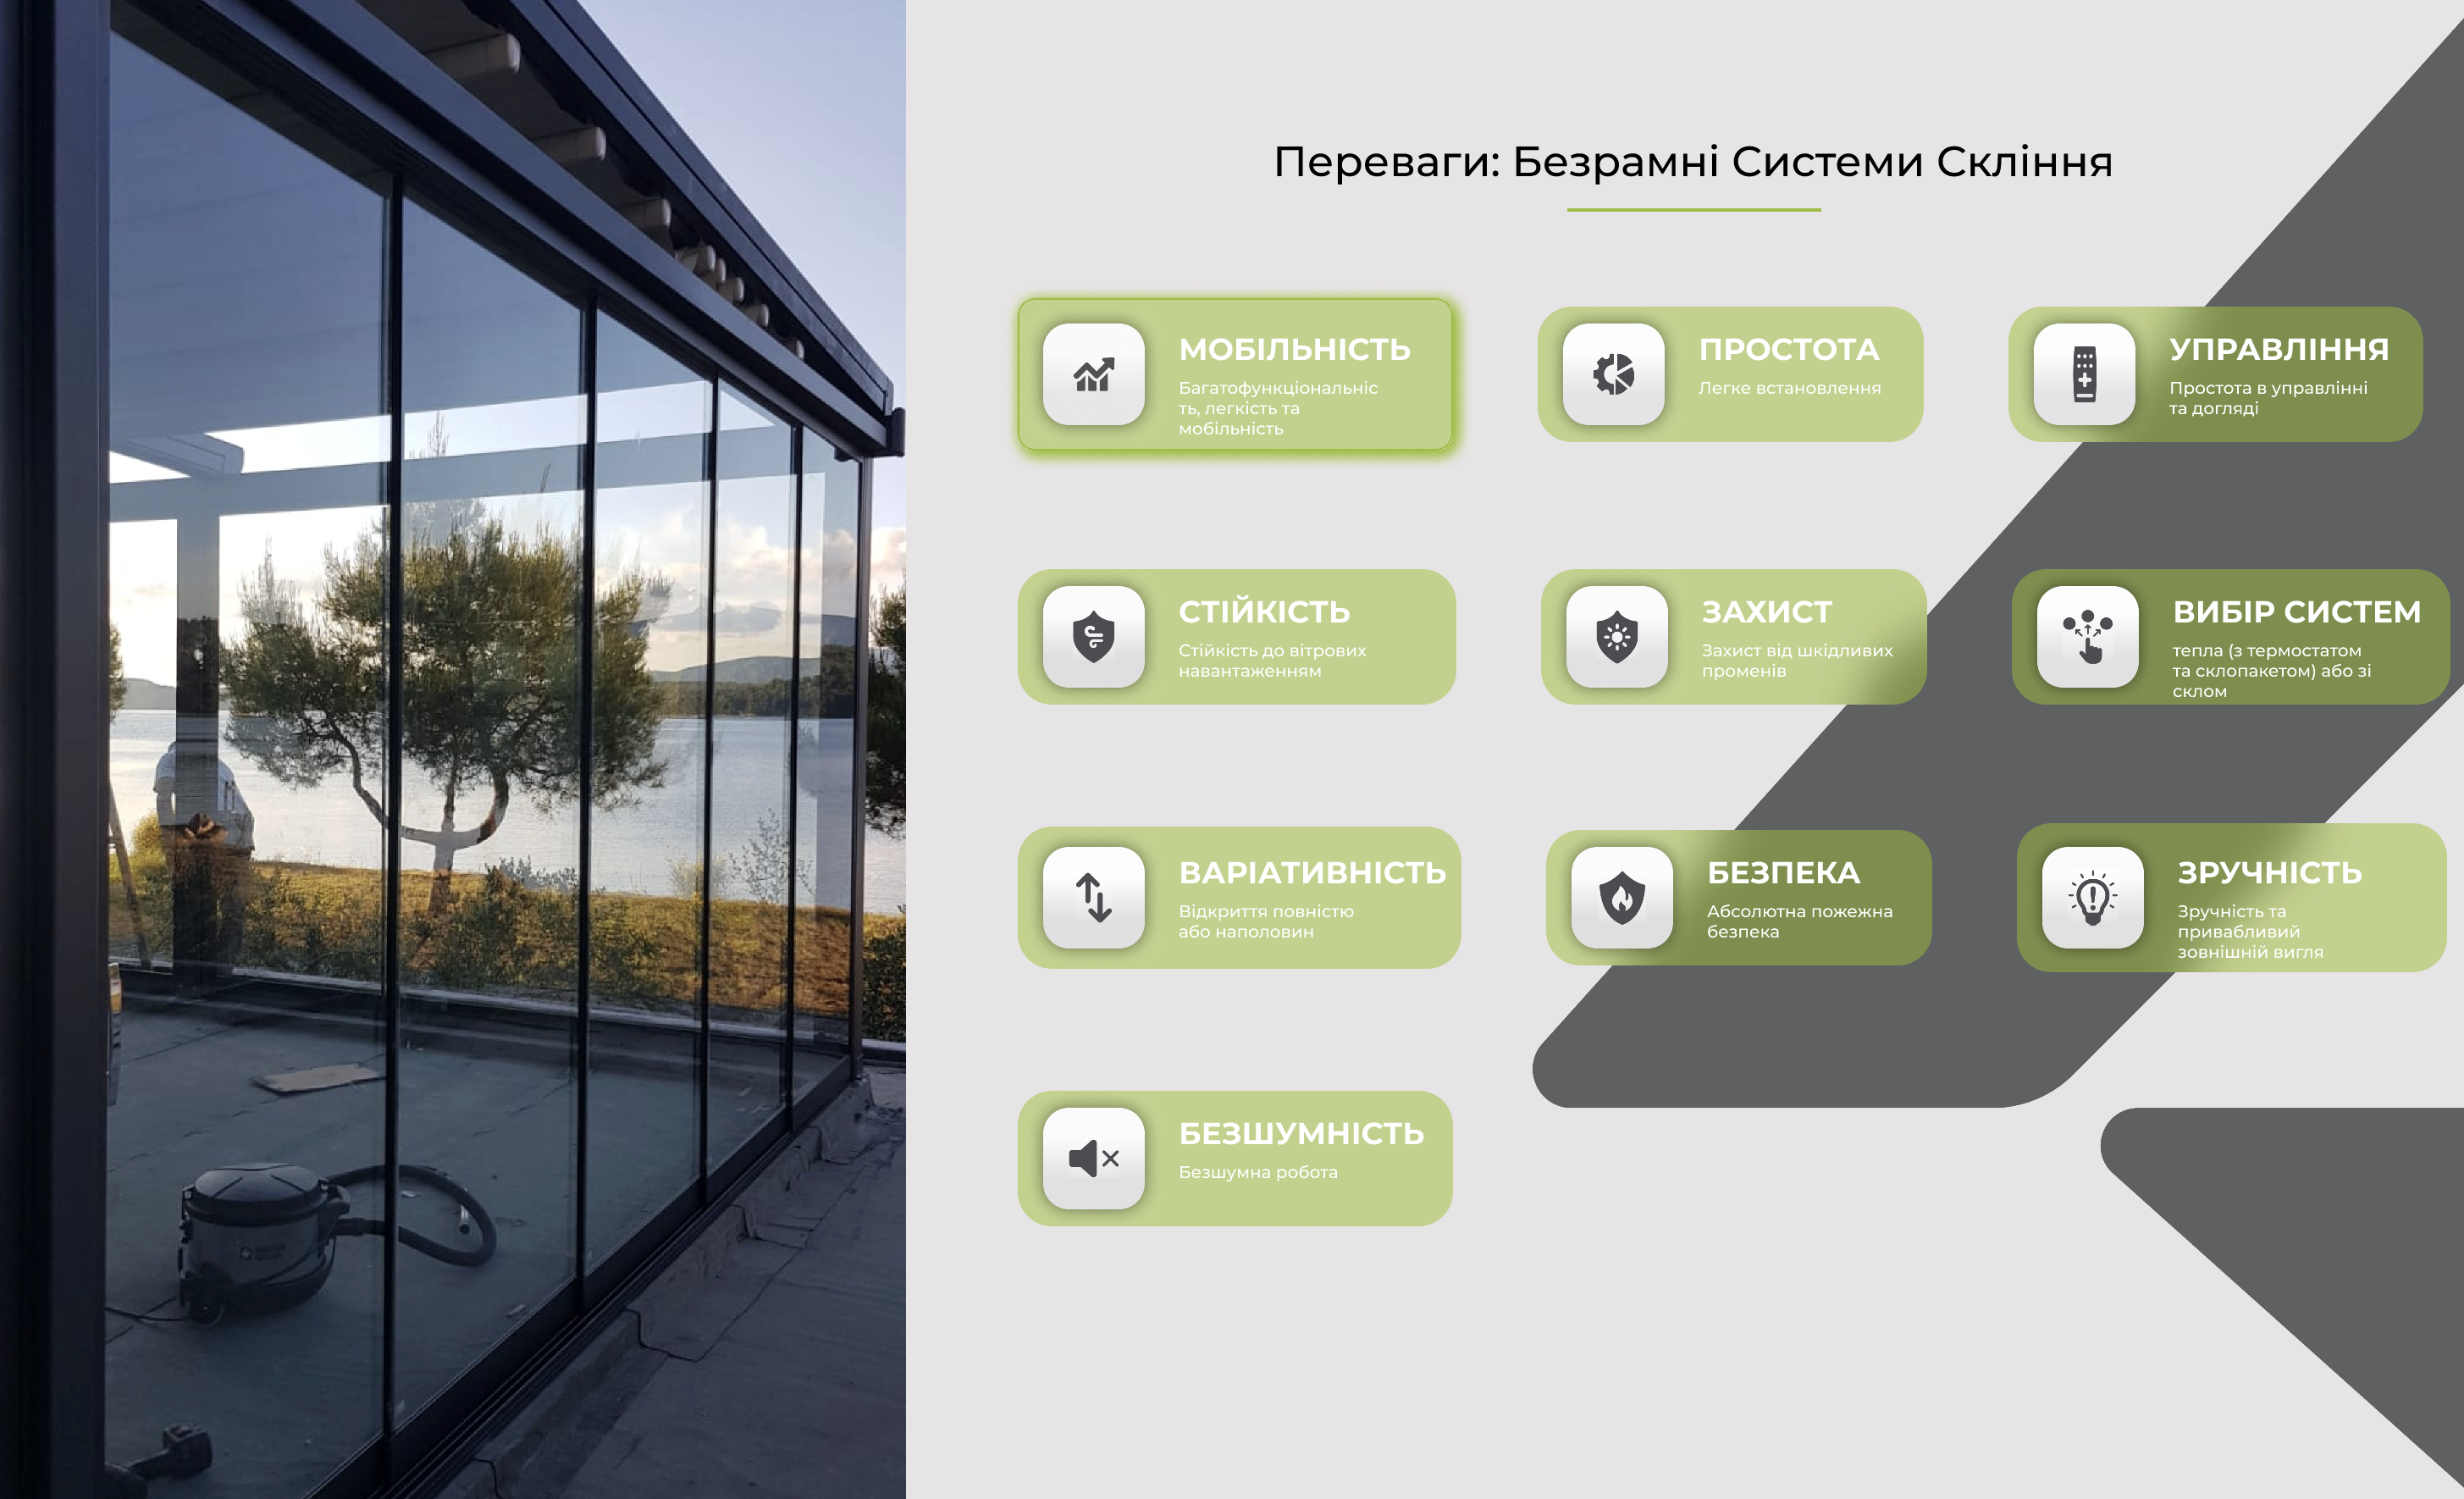 Переваги: Безрамні Системи Скління
МОБІЛЬНІСТЬ
Багатофункціональніс
ть, легкість та
мобільність
ПРОСТОТА
Легке встановлення
УПРАВЛІННЯ
Простота в управлінні
та догляді
СТІЙКІСТЬ
Стійкість до вітрових
навантаженням
ЗАХИСТ
Захист від шкідливих
променів
ВИБІР СИСТЕМ
тепла (з термостатом
та склопакетом) або зі
склом
ВАРІАТИВНІСТЬ
Відкриття повністю
або наполовин
БЕЗПЕКА
Абсолютна пожежна
безпека
ЗРУЧНІСТЬ
Зручність та
привабливий
зовнішній вигля
БЕЗШУМНІСТЬ
Безшумна робота